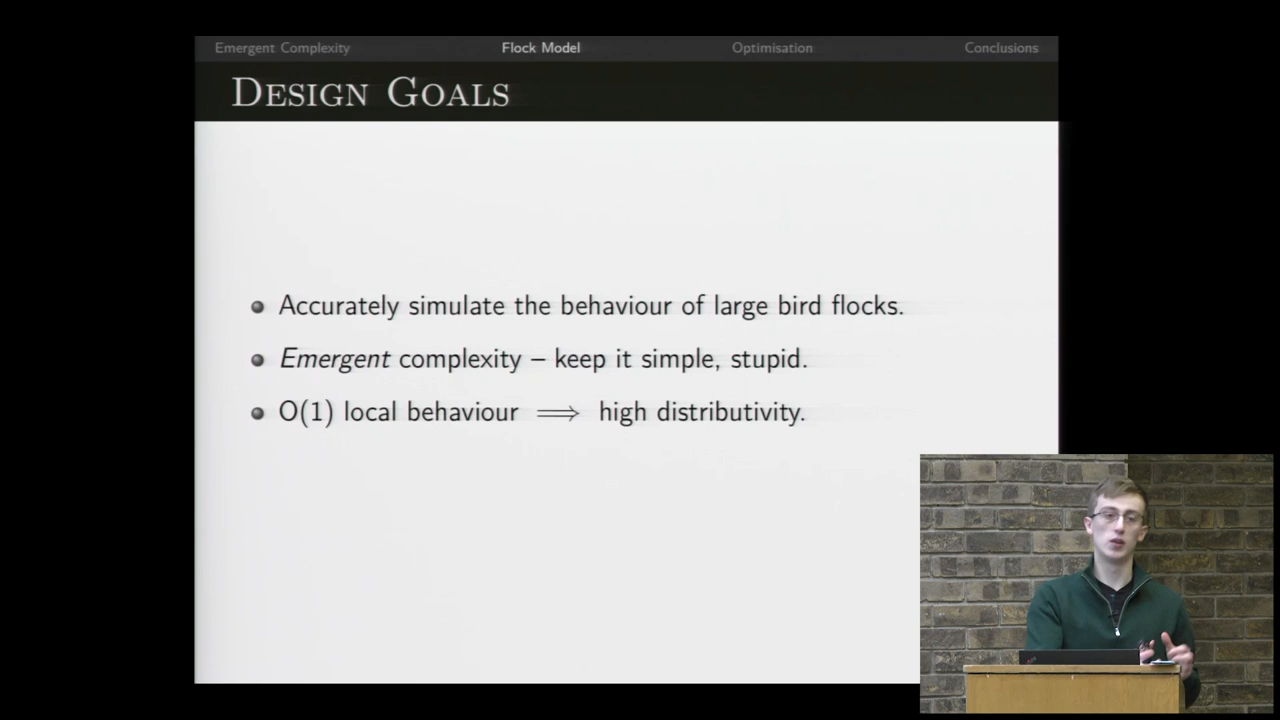 Emergent Complexity Flock Model Optimisation Conclusions
DESIGN GOALS
Accurately simulate the behaviour of large bird flocks.
Emergent complexity – keep it simple, stupid.
O(1) local behaviour ⟹ high distributivity.